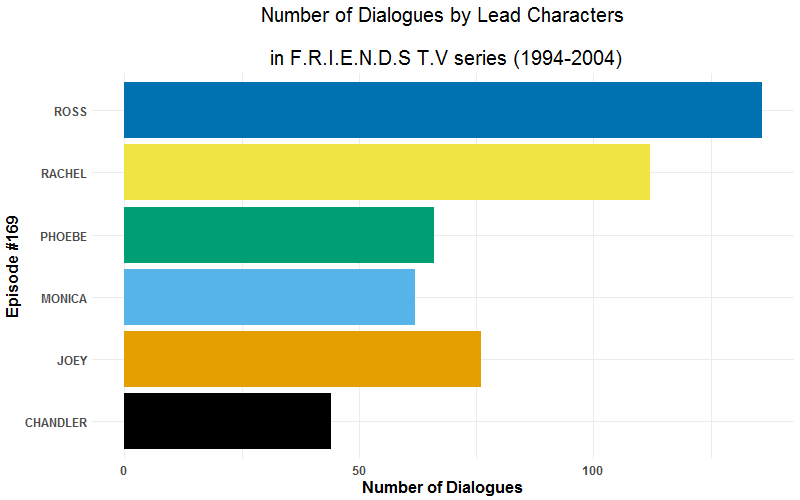 Number of Dialogues by Lead Characters
in F.R.I.E.N.D.S T.V series (1994-2004)
Episode #169
ROSS
RACHEL
PHOEBE
MONICA
JOEY
CHANDLER
0 50 100
Number of Dialogues